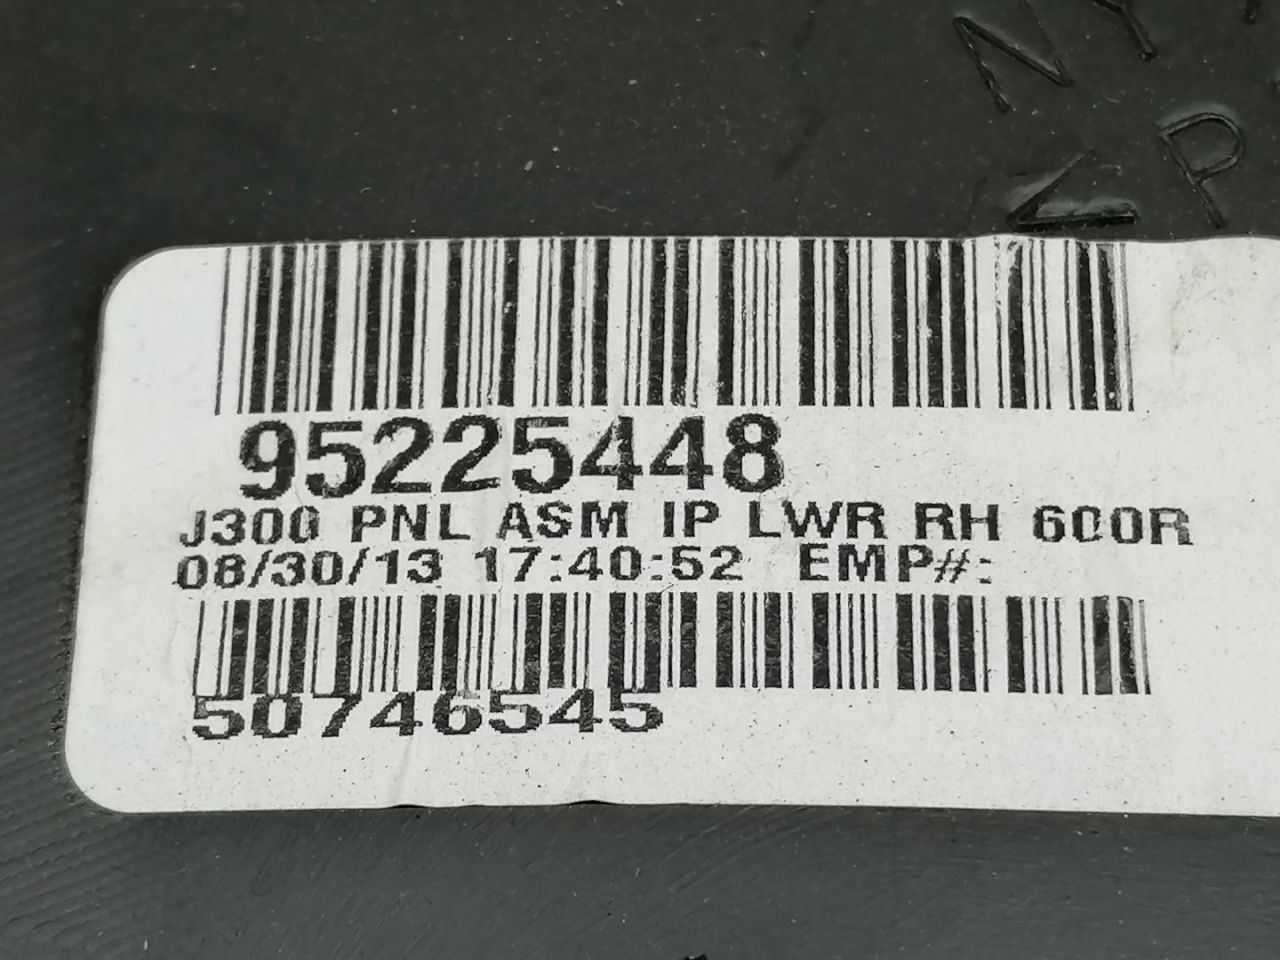 95225448
J300 PNL ASM IP LWR RH 600R
08/30/13 17:40:52 EMP#:
50746545